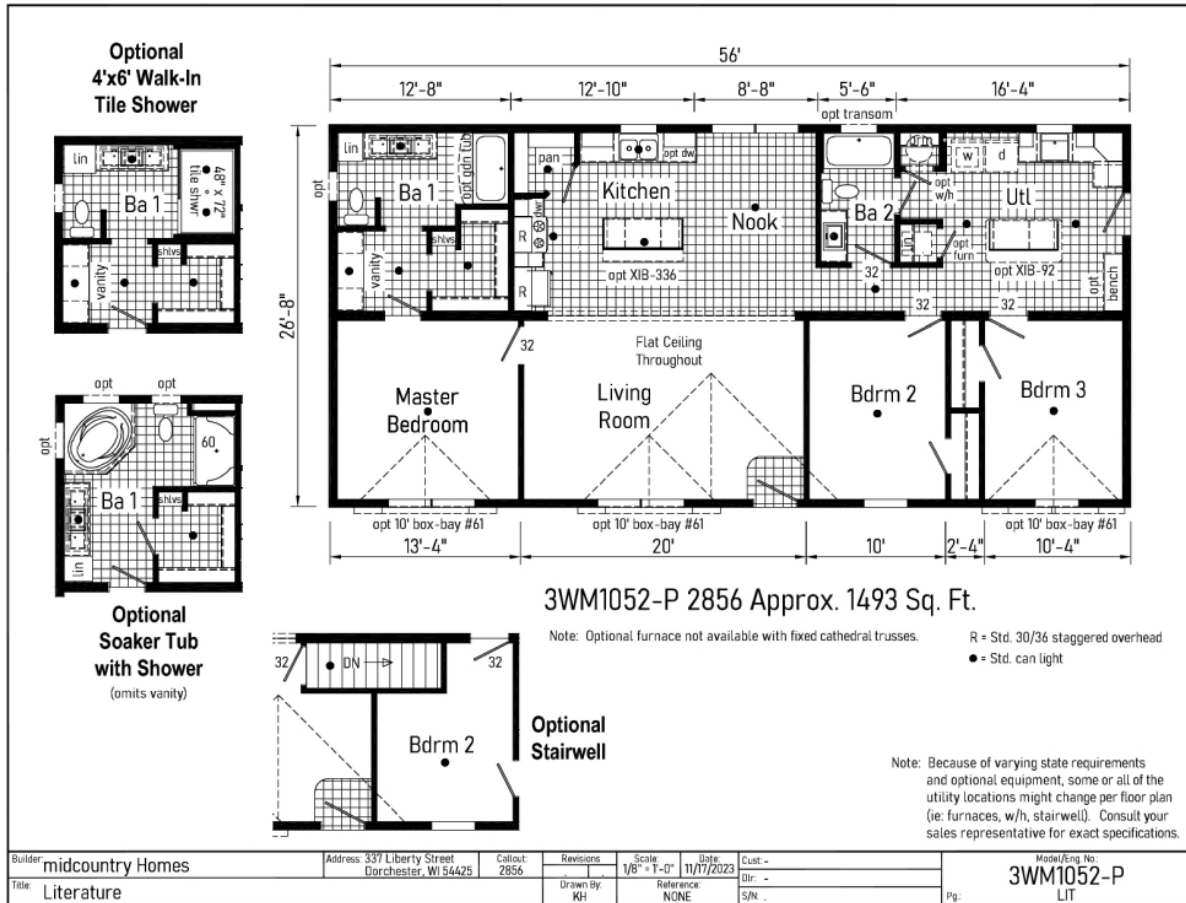 Optional
4'x6' Walk-In
Tile Shower
lin
48" x 72"
tile shwr
opt
Ba 1
shlvs
vanity
opt
opt
opt
60
Ba 1
shlvs
lin
Optional
Soaker Tub
with Shower
(omits vanity)
56'
12'-8"
12'-10"
8'-8"
5'-6"
16'-4"
opt transom
26'-8"
opt
lin
opt gdn tub
Ba 1
shlvs
vanity
pan
opt dw
Kitchen
dwr
R
R
opt XIB-336
Nook
Ba 2
32
opt
w/h
lin
opt
furn
w
d
Utl
opt XIB-92
opt
bench
32
32
32
Flat Ceiling
Throughout
Master
Bedroom
Living
Room
Bdrm 2
Bdrm 3
opt 10' box-bay #61
opt 10' box-bay #61
opt 10' box-bay #61
13'-4"
20'
10'
2'-4"
10'-4"
3WM1052-P 2856 Approx. 1493 Sq. Ft.
Note: Optional furnace not available with fixed cathedral trusses.
R = Std. 30/36 staggered overhead
● = Std. can light
32
DN
32
Bdrm 2
Optional
Stairwell
Note: Because of varying state requirements
and optional equipment, some or all of the
utility locations might change per floor plan
(ie: furnaces, w/h, stairwell). Consult your
sales representative for exact specifications.
Builder: midcountry Homes
Address: 337 Liberty Street
Dorchester, WI 54425
Callout:
2856
Revisions
Scale:
1/8" = 1'-0"
Date:
11/17/2023
Cust: -
Dlr: -
S/N: .
Model/Eng. No.:
3WM1052-P
Title: Literature
Drawn By:
KH
Reference:
NONE
Pg.: LIT